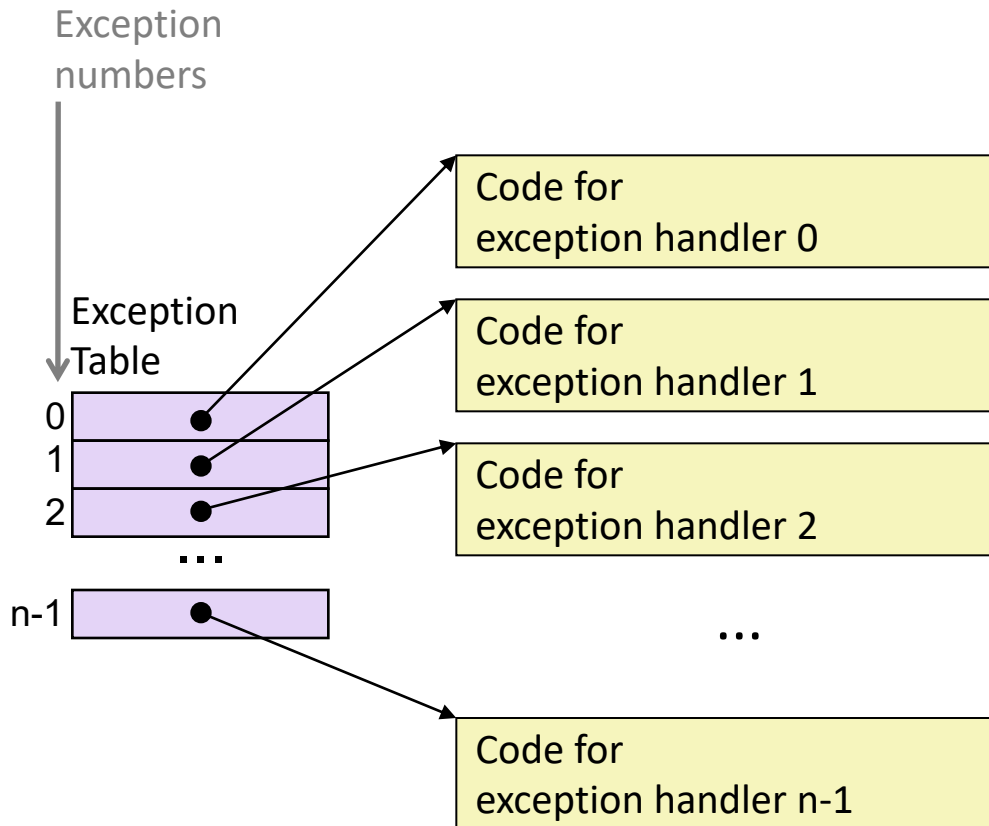 Exception
numbers
Exception
Table
0
1
2
...
n-1
Code for
exception handler 0
Code for
exception handler 1
Code for
exception handler 2
...
Code for
exception handler n-1